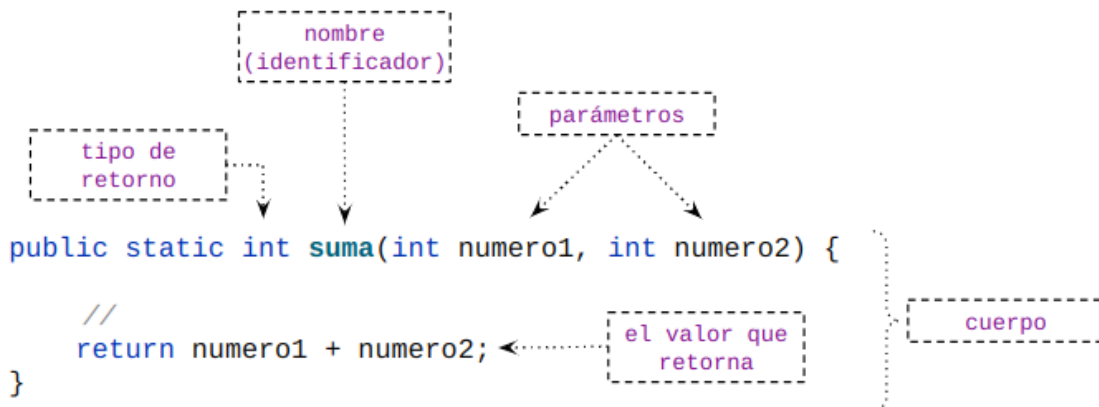 nombre
(identificador)
parámetros
tipo de
retorno
public static int suma(int numero1, int numero2) {
//
return numero1 + numero2;
el valor que
retorna
cuerpo
}